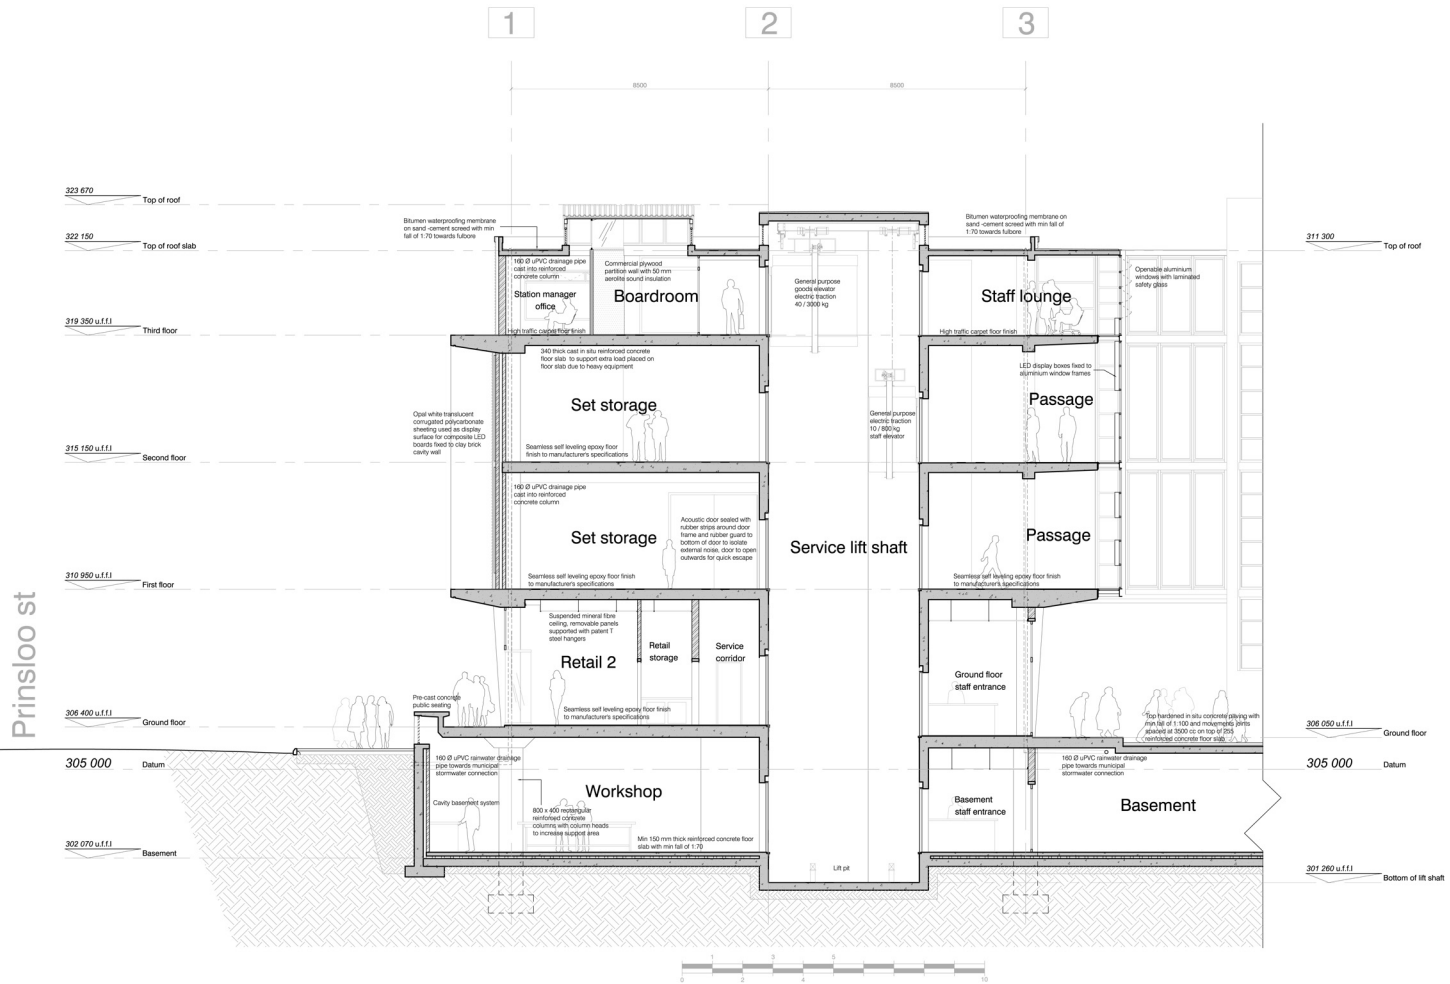 1
2
3
8500
8500
323 670
Top of roof
322 150
Top of roof slab
319 350 u.f.f.l
Third floor
315 150 u.f.f.l
Second floor
310 950 u.f.f.l
First floor
306 400 u.f.f.l
Ground floor
305 000
Datum
302 070 u.f.f.l
Basement
Prinsloo st
Bitumen waterproofing membrane
on sand -cement screed with min
fall of 1:70 towards fulbore
160 Ø uPVC drainage pipe
cast into reinforced
concrete column
Station manager
office
High traffic carpet floor finish
Commercial plywood
partition wall with 50 mm
aerolite sound insulation
Boardroom
General purpose
goods elevator
electric traction
40 / 3000 kg
Bitumen waterproofing membrane on
sand -cement screed with min fall of
1:70 towards fulbore
Staff lounge
High traffic carpet floor finish
Openable aluminium
windows with laminated
safety glass
311 300
Top of roof
340 thick cast in situ reinforced concrete
floor slab to support extra load placed on
floor slab due to heavy equipment
Set storage
Seamless self leveling epoxy floor
finish to manufacturer's specifications
Opal white translucent
corrugated polycarbonate
sheeting used as display
surface for composite LED
boards fixed to clay brick
cavity wall
General purpose
electric traction
10 / 800 kg
staff elevator
LED display boxes fixed to
aluminium window frames
Passage
160 Ø uPVC drainage pipe
cast into reinforced
concrete column
Set storage
Acoustic door sealed with
rubber strips around door
frame and rubber guard to
bottom of door to isolate
external noise, door to open
outwards for quick escape
Seamless self leveling epoxy floor finish
to manufacturer's specifications
Service lift shaft
Passage
Seamless self leveling epoxy floor finish
to manufacturer's specifications
Suspended mineral fibre
ceiling, removable panels
supported with patent T
steel hangers
Retail 2
Retail
storage
Service
corridor
Seamless self leveling epoxy floor finish
to manufacturer's specifications
Pre-cast concrete
public seating
Ground floor
staff entrance
Top hardened in situ concrete paving with
min fall of 1:100 and movements joints
spaced at 3500 cc on top of 255
reinforced concrete floor slab
306 050 u.f.f.l
Ground floor
305 000
Datum
160 Ø uPVC rainwater drainage
pipe towards municipal
stormwater connection
Workshop
Cavity basement system
800 x 400 rectangular
reinforced concrete
columns with column heads
to increase support area
Min 150 mm thick reinforced concrete floor
slab with min fall of 1:70
Basement
staff entrance
160 Ø uPVC rainwater drainage
pipe towards municipal
stormwater connection
Basement
Lift pit
301 260 u.f.f.l
Bottom of lift shaft
1
3
5
0
2
4
10